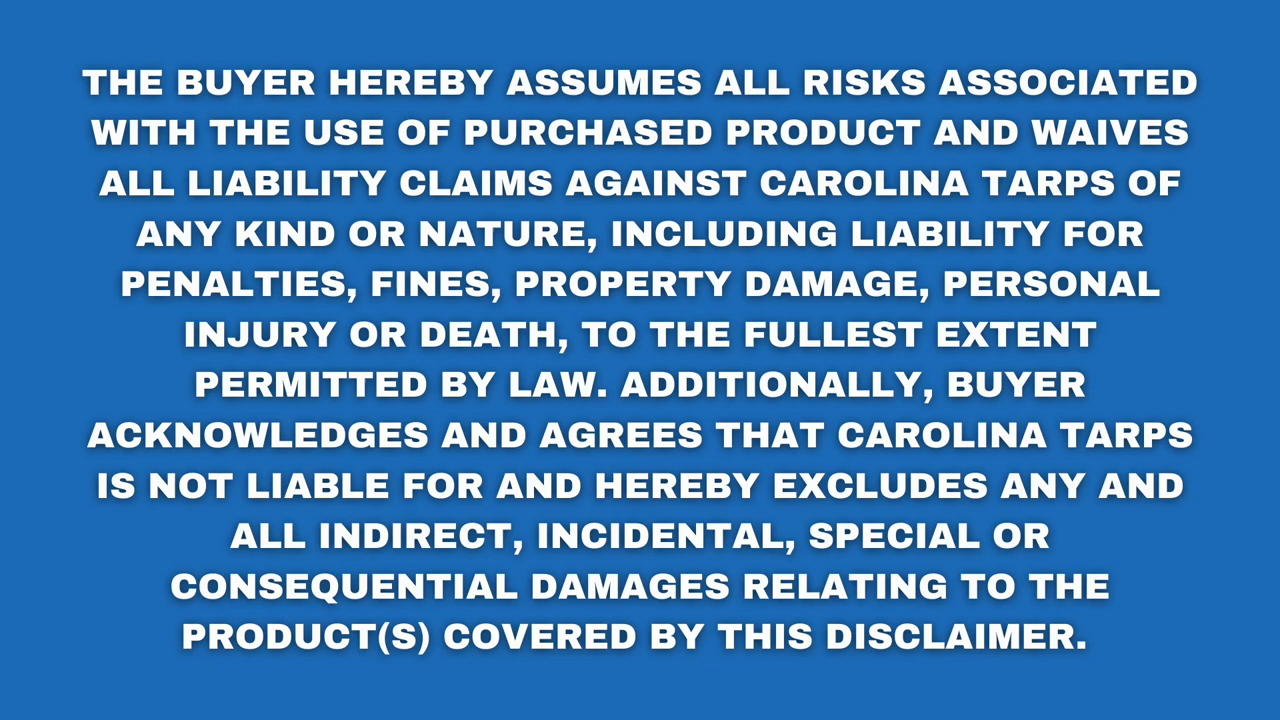 THE BUYER HEREBY ASSUMES ALL RISKS ASSOCIATED
WITH THE USE OF PURCHASED PRODUCT AND WAIVES
ALL LIABILITY CLAIMS AGAINST CAROLINA TARPS OF
ANY KIND OR NATURE, INCLUDING LIABILITY FOR
PENALTIES, FINES, PROPERTY DAMAGE, PERSONAL
INJURY OR DEATH, TO THE FULLEST EXTENT
PERMITTED BY LAW. ADDITIONALLY, BUYER
ACKNOWLEDGES AND AGREES THAT CAROLINA TARPS
IS NOT LIABLE FOR AND HEREBY EXCLUDES ANY AND
ALL INDIRECT, INCIDENTAL, SPECIAL OR
CONSEQUENTIAL DAMAGES RELATING TO THE
PRODUCT(S) COVERED BY THIS DISCLAIMER.